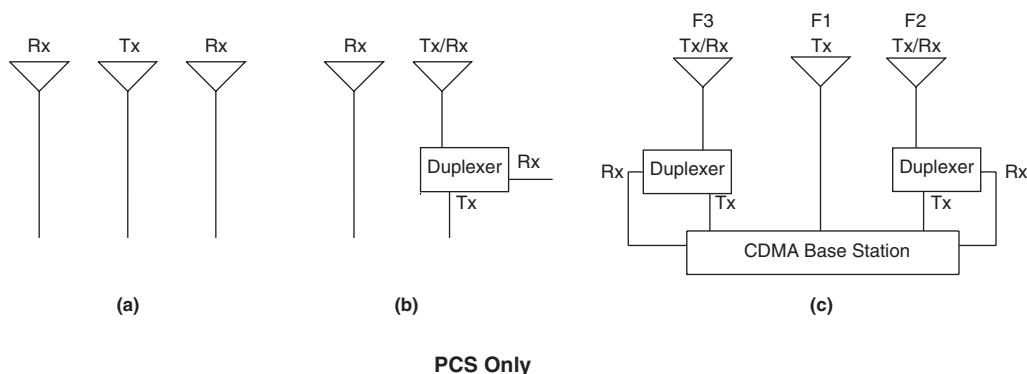 Rx Tx Rx
Rx Tx/Rx
Duplexer
Rx
Tx
F3 F1 F2
Tx/Rx Tx Tx/Rx
Rx Duplexer Duplexer Rx
Tx Tx
CDMA Base Station
(a) (b) (c)
PCS Only